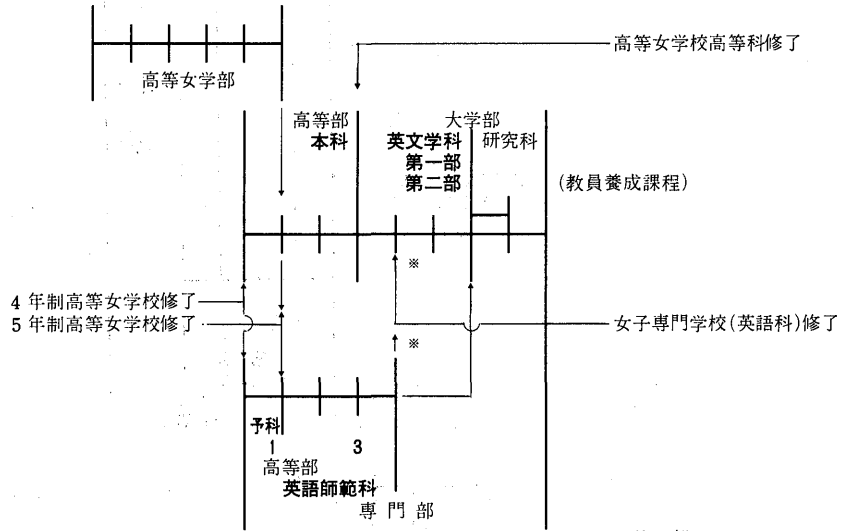 高等女学校高等科修了
高等女学部
高等部
本科
大学部
英文学科
研究科
第一部
第二部
(教員養成課程)
※
4年制高等女学校修了
5年制高等女学校修了
女子専門学校(英語科)修了
※
予科
1
3
高等部
英語師範科
専門部